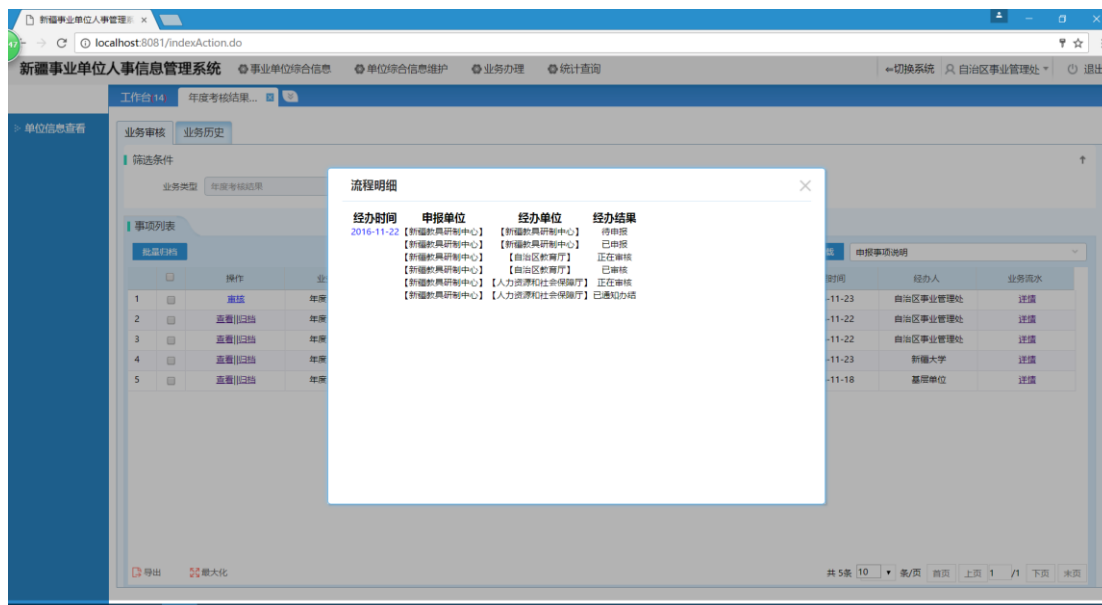 新疆事业单位人事管理系 ×
localhost:8081/indexAction.do
新疆事业单位人事信息管理系统 事业单位综合信息 单位综合信息维护 业务办理 统计查询 切换系统 自治区事业管理处 退出
工作台(14) 年度考核结果...
单位信息查看
业务审核 业务历史
筛选条件
业务类型 年度考核结果
流程明细
经办时间 申报单位 经办单位 经办结果
2016-11-22 【新疆教具研制中心】 【新疆教具研制中心】 待申报
【新疆教具研制中心】 【新疆教具研制中心】 已申报
【新疆教具研制中心】 【自治区教育厅】 正在审核
【新疆教具研制中心】 【自治区教育厅】 已审核
【新疆教具研制中心】 【人力资源和社会保障厅】 正在审核
【新疆教具研制中心】 【人力资源和社会保障厅】 已通知办结
事项列表
批量归档 申报事项说明
操作 业 时间 经办人 业务流水
1 审核 年度 -11-23 自治区事业管理处 详情
2 查看||归档 年度 -11-22 自治区事业管理处 详情
3 查看||归档 年度 -11-22 自治区事业管理处 详情
4 查看||归档 年度 -11-23 新疆大学 详情
5 查看||归档 年度 -11-18 基层单位 详情
导出 最大化 共 5条 10 条/页 首页 上页 1 /1 下页 末页